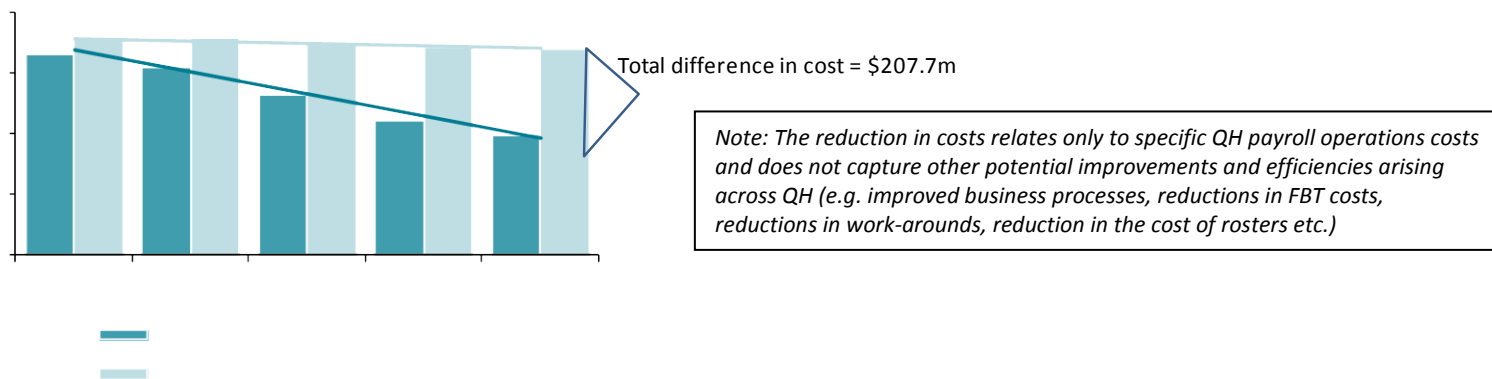 Total difference in cost = $207.7m
Note: The reduction in costs relates only to specific QH payroll operations costs
and does not capture other potential improvements and efficiencies arising
across QH (e.g. improved business processes, reductions in FBT costs,
reductions in work-arounds, reduction in the cost of rosters etc.)